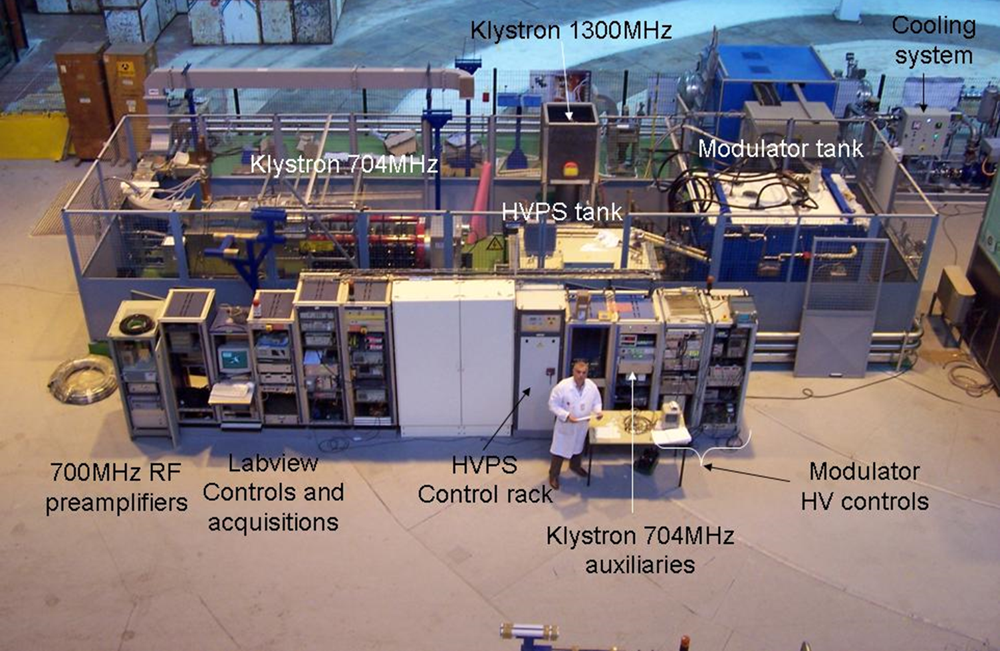 Klystron 1300MHz
Cooling
system
Klystron 704MHz
Modulator tank
HVPS tank
700MHz RF
preamplifiers
Labview
Controls and
acquisitions
HVPS
Control rack
Modulator
HV controls
Klystron 704MHz
auxiliaries